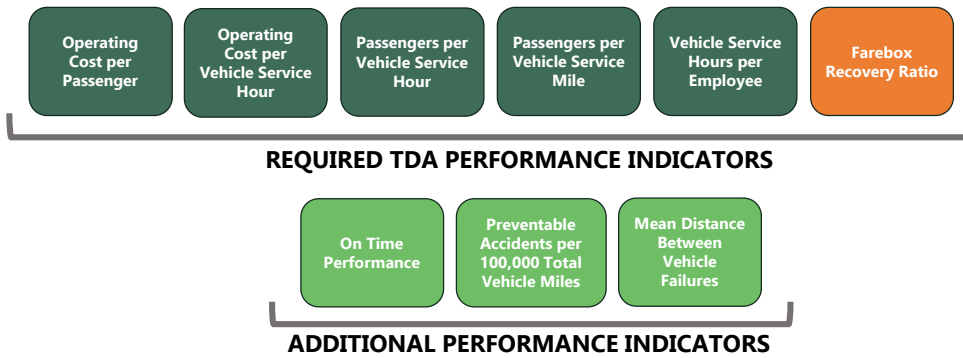 Operating
Cost per
Passenger
Operating
Cost per
Vehicle Service
Hour
Passengers per
Vehicle Service
Hour
Passengers per
Vehicle Service
Mile
Vehicle Service
Hours per
Employee
Farebox
Recovery Ratio
REQUIRED TDA PERFORMANCE INDICATORS
On Time
Performance
Preventable
Accidents per
100,000 Total
Vehicle Miles
Mean Distance
Between
Vehicle
Failures
ADDITIONAL PERFORMANCE INDICATORS